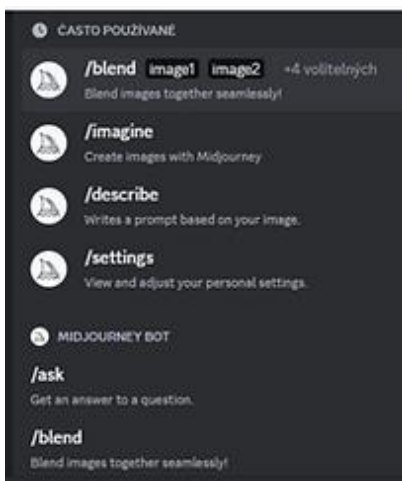 ČASTO POUŽÍVANÉ
/blend image1 image2 +4 volitelných
Blend images together seamlessly!
/imagine
Create images with Midjourney
/describe
Writes a prompt based on your image.
/settings
View and adjust your personal settings.
MIDJOURNEY BOT
/ask
Get an answer to a question.
/blend
Blend images together seamlessly!